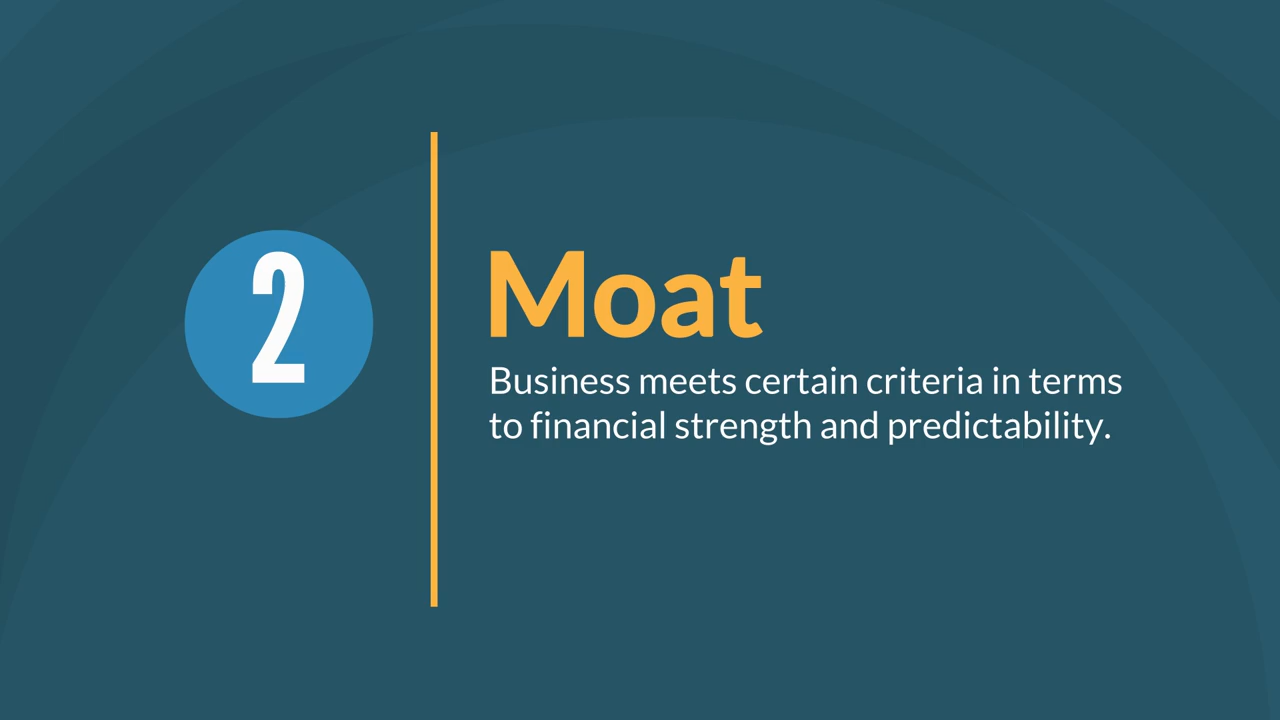 2
Moat
Business meets certain criteria in terms
to financial strength and predictability.